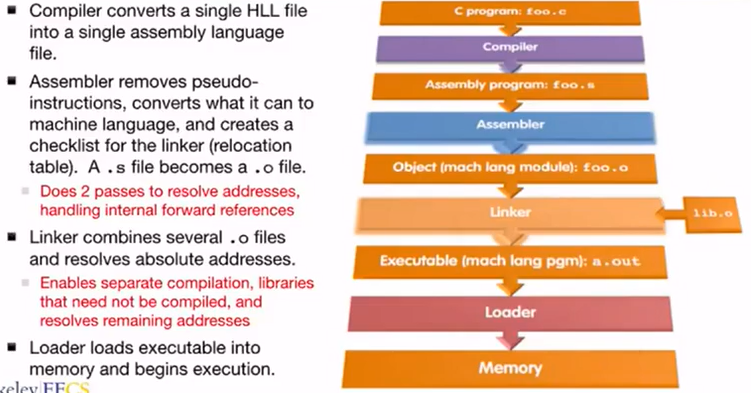 ■ Compiler converts a single HLL file
into a single assembly language
file.
■ Assembler removes pseudo-
instructions, converts what it can to
machine language, and creates a
checklist for the linker (relocation
table). A .s file becomes a .o file.
■ Does 2 passes to resolve addresses,
handling internal forward references
■ Linker combines several .o files
and resolves absolute addresses.
■ Enables separate compilation, libraries
that need not be compiled, and
resolves remaining addresses
■ Loader loads executable into
memory and begins execution.
keley EECS
C program: foo.c
Compiler
Assembly program: foo.s
Assembler
Object (mach lang module): foo.o
Linker
lib.o
Executable (mach lang pgm): a.out
Loader
Memory